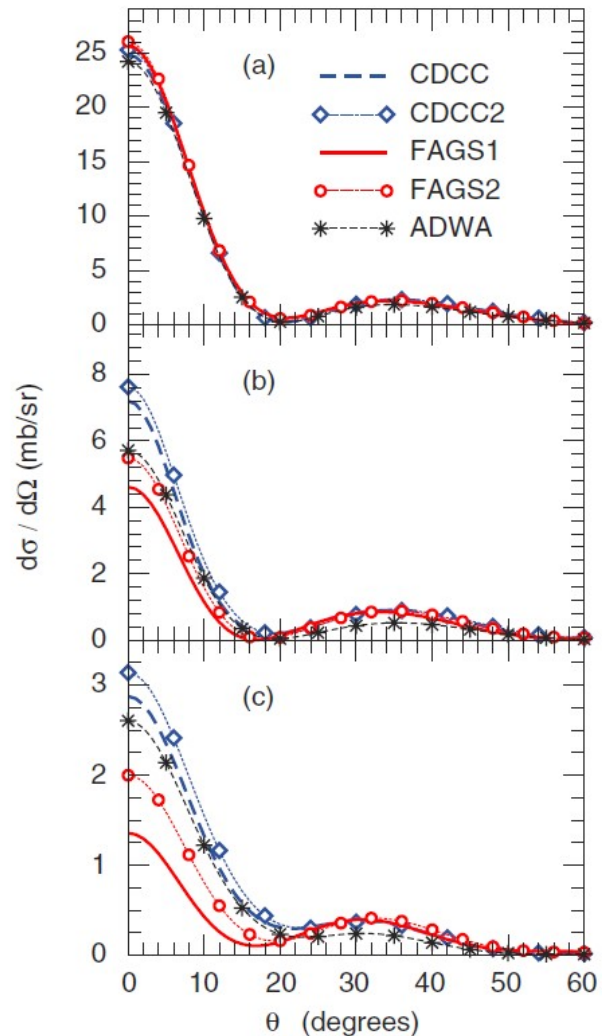 25
20
15
10
5
0
(a)
CDCC
CDCC2
FAGS1
FAGS2
ADWA
8
6
4
2
0
(b)
dσ / dΩ (mb/sr)
3
2
1
0
(c)
0 10 20 30 40 50 60
θ (degrees)